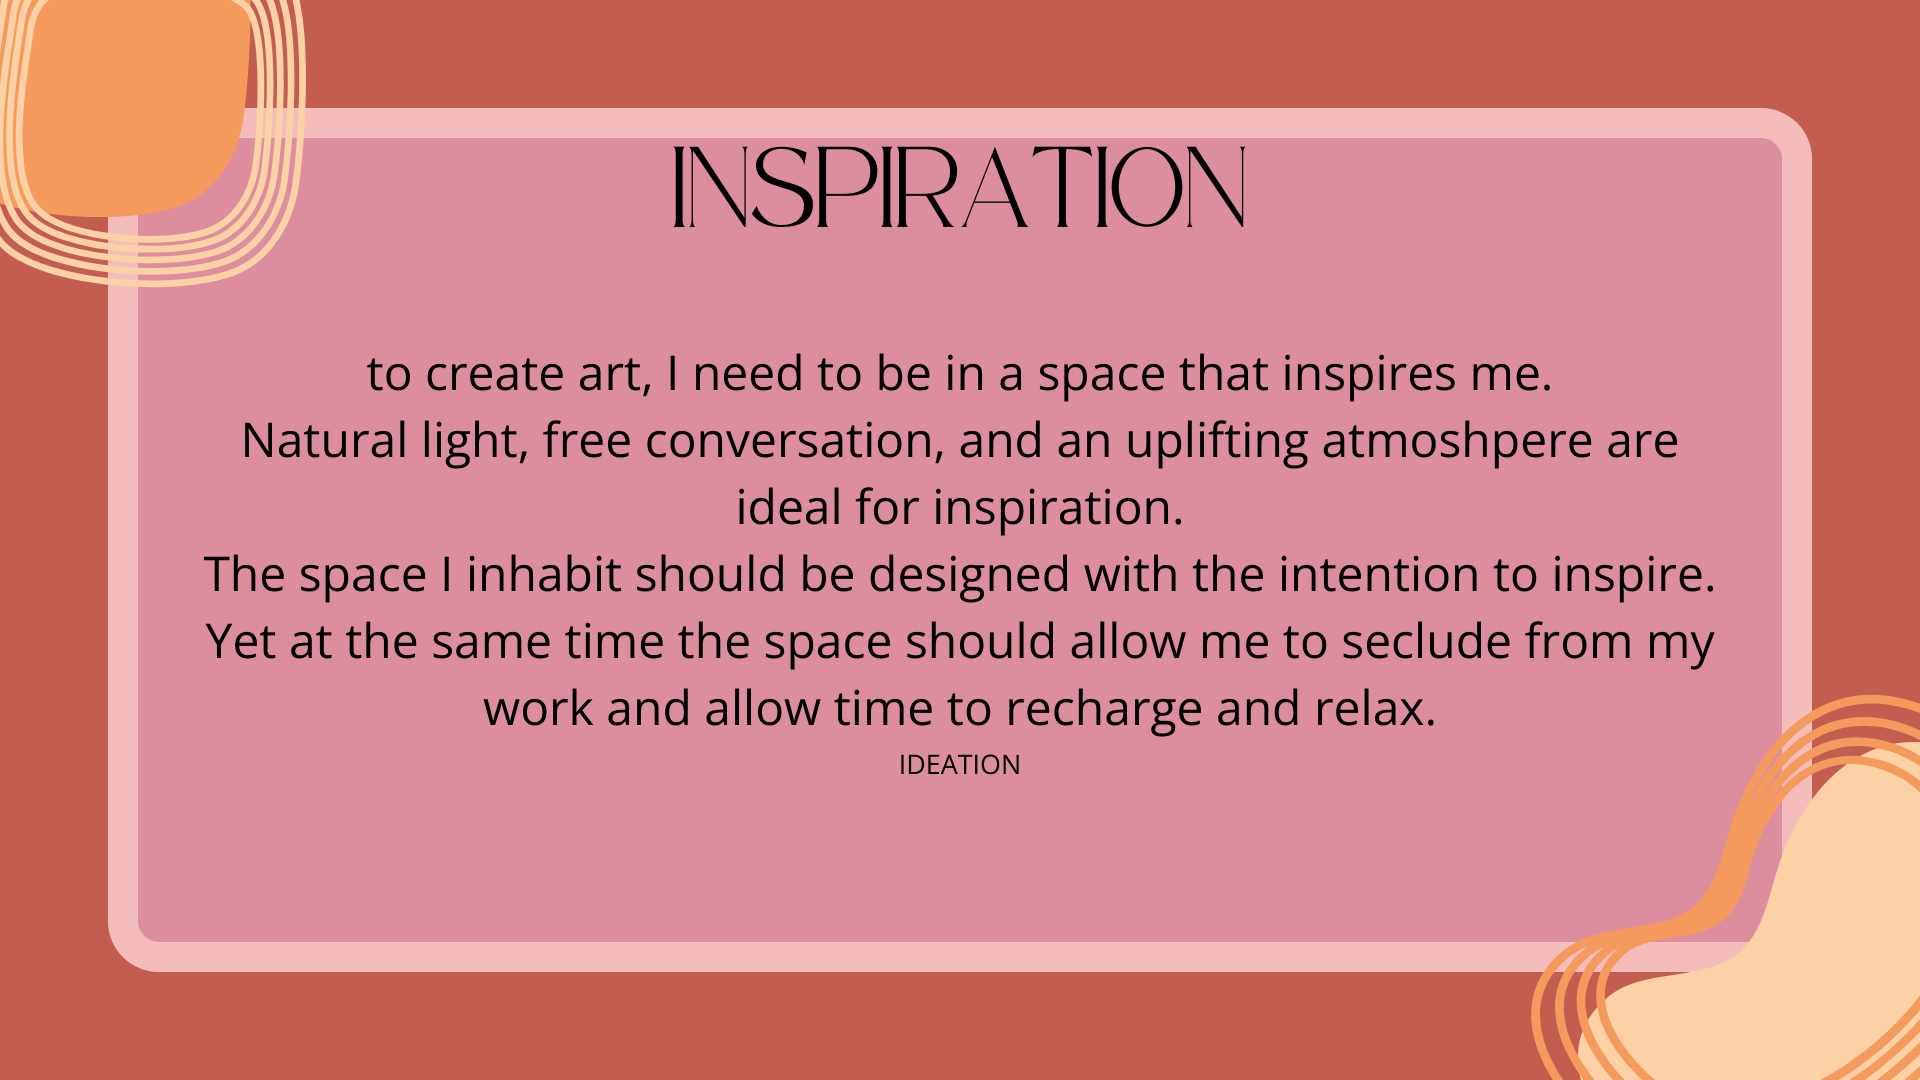 INSPIRATION
to create art, I need to be in a space that inspires me.
Natural light, free conversation, and an uplifting atmoshpere are
ideal for inspiration.
The space I inhabit should be designed with the intention to inspire.
Yet at the same time the space should allow me to seclude from my
work and allow time to recharge and relax.
IDEATION